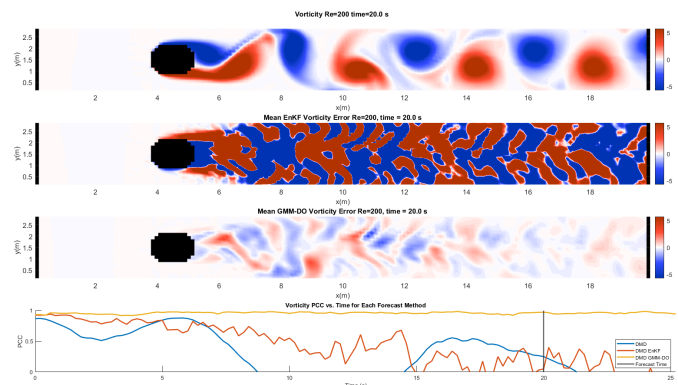 Vorticity Re=200 time=20.0 s
2.5
2
1.5
1
0.5
y(m)
5
0
-5
2 4 6 8 10 12 14 16 18
x(m)
Mean EnKF Vorticity Error Re=200, time = 20.0 s
2.5
2
1.5
1
0.5
y(m)
5
0
-5
2 4 6 8 10 12 14 16 18
x(m)
Mean GMM-DO Vorticity Error Re=200, time = 20.0 s
2.5
2
1.5
1
0.5
y(m)
5
0
-5
2 4 6 8 10 12 14 16 18
x(m)
Vorticity PCC vs. Time for Each Forecast Method
1
0.5
0
PCC
DMD
DMD EnKF
DMD GMM-DO
Forecast Time
0 5 10 15 20 25
Time (s)